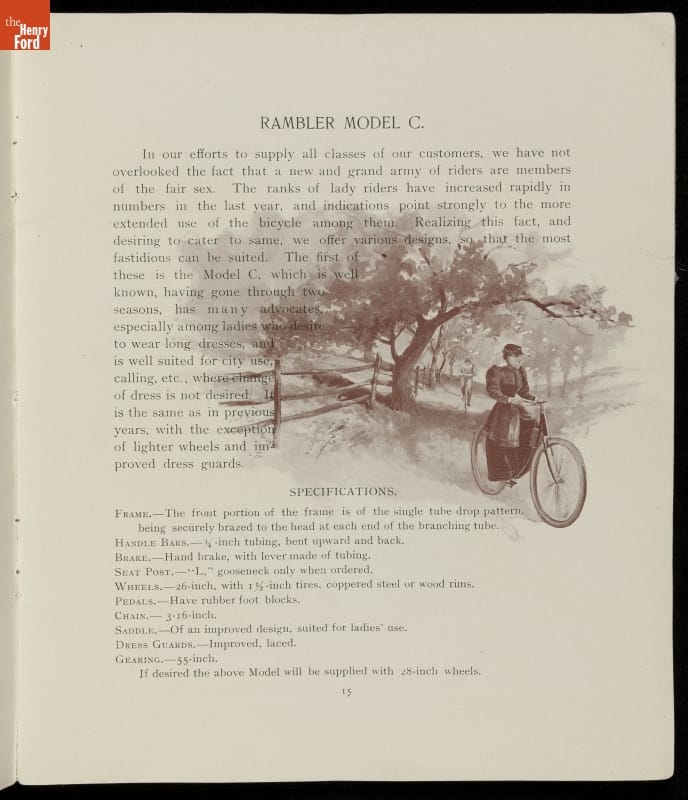 the
Henry
Ford
RAMBLER MODEL C.
In our efforts to supply all classes of our customers, we have not
overlooked the fact that a new and grand army of riders are members
of the fair sex. The ranks of lady riders have increased rapidly in
numbers in the last year, and indications point strongly to the more
extended use of the bicycle among them. Realizing this fact, and
desiring to cater to same, we offer various designs, so that the most
fastidious can be suited. The first of
these is the Model C, which is well
known, having gone through two
seasons, has many advocates,
especially among ladies who desire
to wear long dresses, and
is well suited for city use,
calling, etc., where change
of dress is not desired. It
is the same as in previous
years, with the exception
of lighter wheels and im-
proved dress guards.
SPECIFICATIONS.
FRAME.—The front portion of the frame is of the single tube drop pattern,
being securely brazed to the head at each end of the branching tube.
HANDLE BARS.—¼-inch tubing, bent upward and back.
BRAKE.—Hand brake, with lever made of tubing.
SEAT POST.—"L," gooseneck only when ordered.
WHEELS.—26-inch, with 1½-inch tires, coppered steel or wood rims.
PEDALS.—Have rubber foot blocks.
CHAIN.—3-16-inch.
SADDLE.—Of an improved design, suited for ladies' use.
DRESS GUARDS.—Improved, laced.
GEARING.—55-inch.
If desired the above Model will be supplied with 28-inch wheels.
15